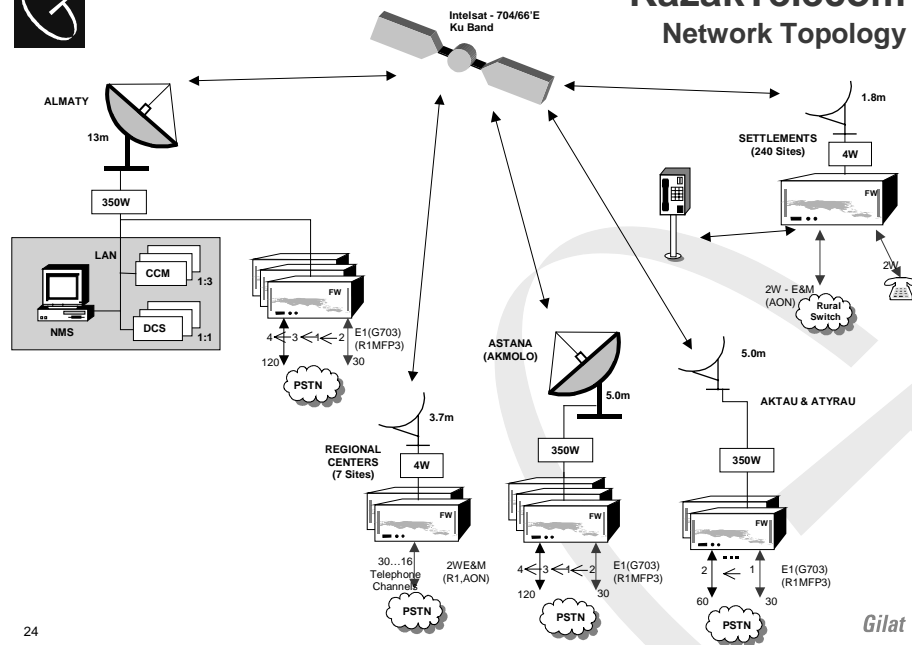 Network Topology
Intelsat - 704/66'E
Ku Band
ALMATY
13m
350W
LAN
CCM
1:3
NMS
DCS
1:1
FW
4 3 1 2
E1(G703)
(R1MFP3)
120
30
PSTN
REGIONAL
CENTERS
(7 Sites)
3.7m
4W
FW
30...16
Telephone
Channels
2WE&M
(R1,AON)
PSTN
ASTANA
(AKMOLO)
5.0m
350W
FW
4 3 1 2
E1(G703)
(R1MFP3)
120
30
PSTN
5.0m
AKTAU & ATYRAU
350W
FW
2 1
E1(G703)
(R1MFP3)
60
30
PSTN
1.8m
SETTLEMENTS
(240 Sites)
4W
FW
2W - E&M
(AON)
Rural
Switch
2W
24
Gilat